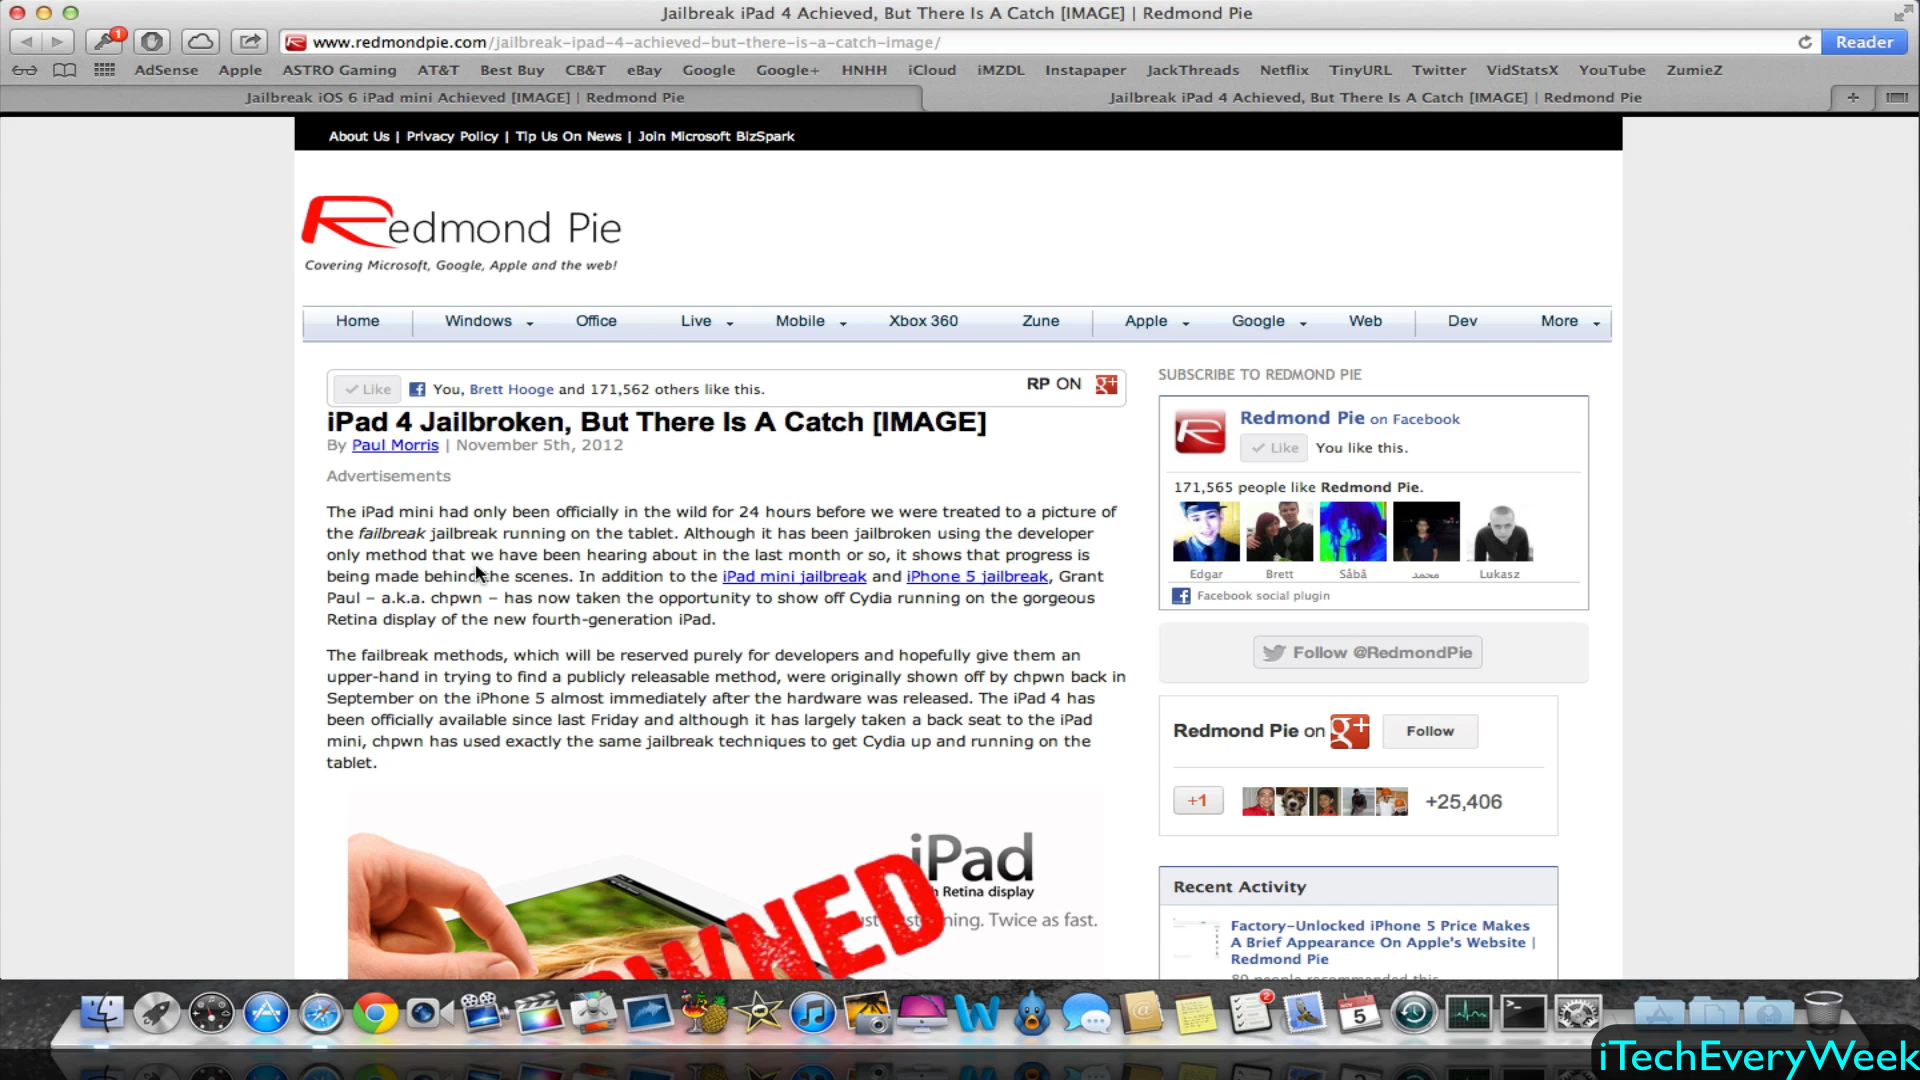 Jailbreak iPad 4 Achieved, But There Is A Catch [IMAGE] | Redmond Pie
1
www.redmondpie.com/jailbreak-ipad-4-achieved-but-there-is-a-catch-image/
Reader
AdSense Apple ASTRO Gaming AT&T Best Buy CB&T eBay Google Google+ HNHH iCloud iMZDL Instapaper JackThreads Netflix TinyURL Twitter VidStatsX YouTube ZumieZ
Jailbreak iOS 6 iPad mini Achieved [IMAGE] | Redmond Pie
Jailbreak iPad 4 Achieved, But There Is A Catch [IMAGE] | Redmond Pie
About Us | Privacy Policy | Tip Us On News | Join Microsoft BizSpark
Redmond Pie
Covering Microsoft, Google, Apple and the web!
Home Windows Office Live Mobile Xbox 360 Zune Apple Google Web Dev More
Like You, Brett Hooge and 171,562 others like this.
RP ON g+
iPad 4 Jailbroken, But There Is A Catch [IMAGE]
By Paul Morris | November 5th, 2012
Advertisements
The iPad mini had only been officially in the wild for 24 hours before we were treated to a picture of
the failbreak jailbreak running on the tablet. Although it has been jailbroken using the developer
only method that we have been hearing about in the last month or so, it shows that progress is
being made behind the scenes. In addition to the iPad mini jailbreak and iPhone 5 jailbreak, Grant
Paul – a.k.a. chpwn – has now taken the opportunity to show off Cydia running on the gorgeous
Retina display of the new fourth-generation iPad.
The failbreak methods, which will be reserved purely for developers and hopefully give them an
upper-hand in trying to find a publicly releasable method, were originally shown off by chpwn back in
September on the iPhone 5 almost immediately after the hardware was released. The iPad 4 has
been officially available since last Friday and although it has largely taken a back seat to the iPad
mini, chpwn has used exactly the same jailbreak techniques to get Cydia up and running on the
tablet.
iPad
Retina display
Twice as fast.
SUBSCRIBE TO REDMOND PIE
Redmond Pie on Facebook
Like You like this.
171,565 people like Redmond Pie.
Edgar Brett Såbã محمد Lukasz
Facebook social plugin
Follow @RedmondPie
Redmond Pie on g+ Follow
+1 +25,406
Recent Activity
Factory-Unlocked iPhone 5 Price Makes
A Brief Appearance On Apple's Website |
Redmond Pie
2
NOV
5
iTechEveryWeek